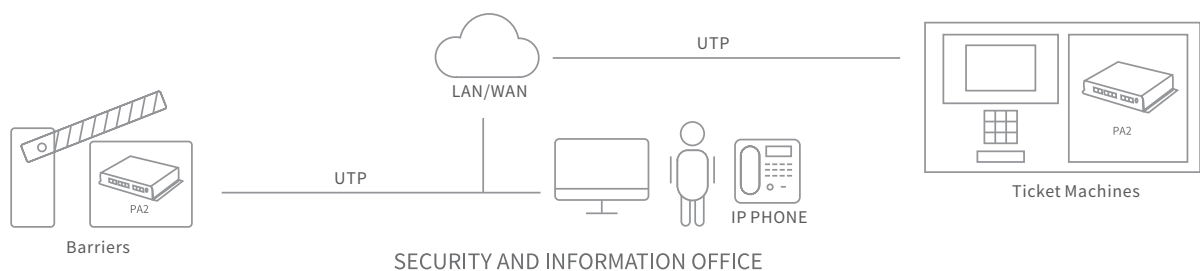 UTP
LAN/WAN
PA2
Ticket Machines
UTP
PA2
Barriers
IP PHONE
SECURITY AND INFORMATION OFFICE